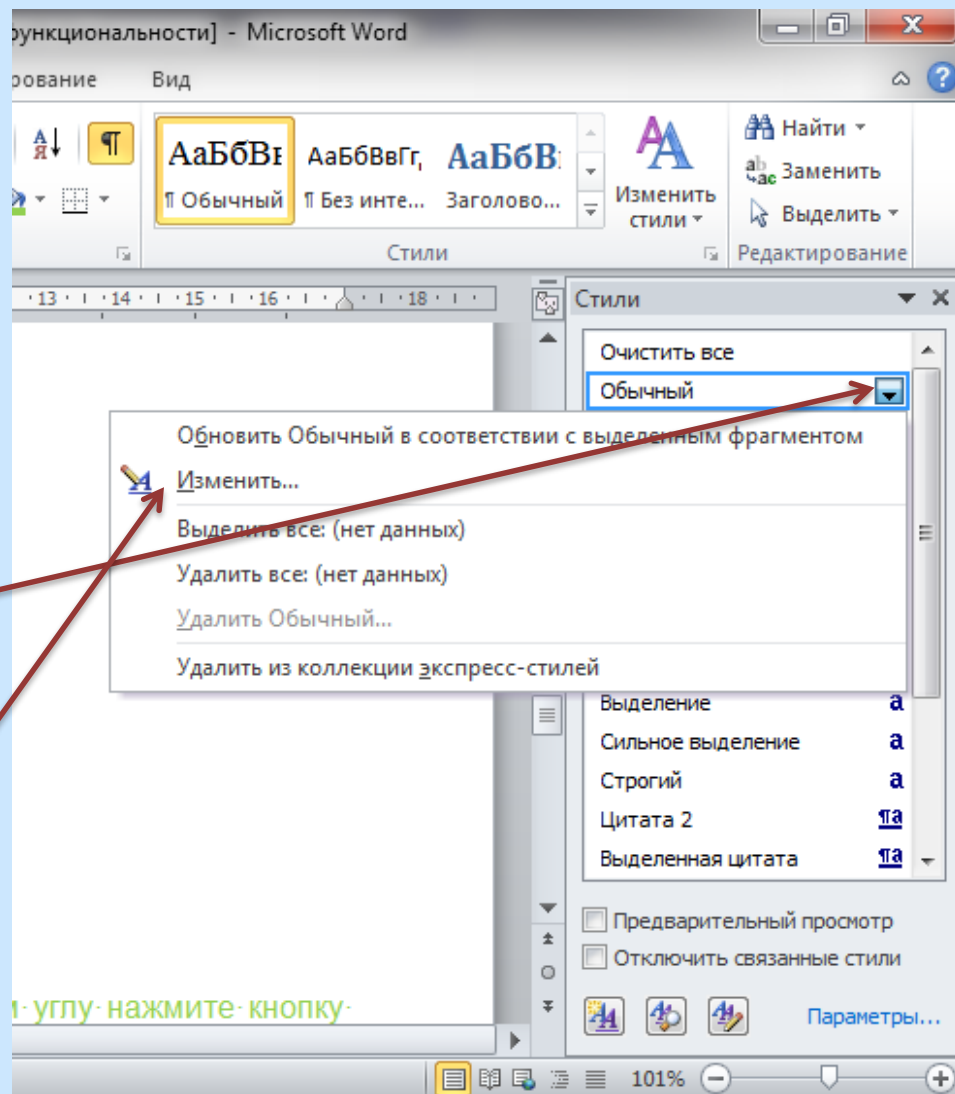 ункциональности] - Microsoft Word
рование Вид
АаБбВı АаБбВвГг, АаБбВ:
¶ Обычный ¶ Без инте... Заголово...
Изменить
стили
Найти
Заменить
Выделить
Стили Редактирование
13 14 15 16 18
Стили
Очистить все
Обычный
Обновить Обычный в соответствии с выделенным фрагментом
Изменить...
Выделить все: (нет данных)
Удалить все: (нет данных)
Удалить Обычный...
Удалить из коллекции экспресс-стилей
Выделение a
Сильное выделение a
Строгий a
Цитата 2 ¶a
Выделенная цитата ¶a
Предварительный просмотр
Отключить связанные стили
углу·нажмите·кнопку·
Параметры...
101%